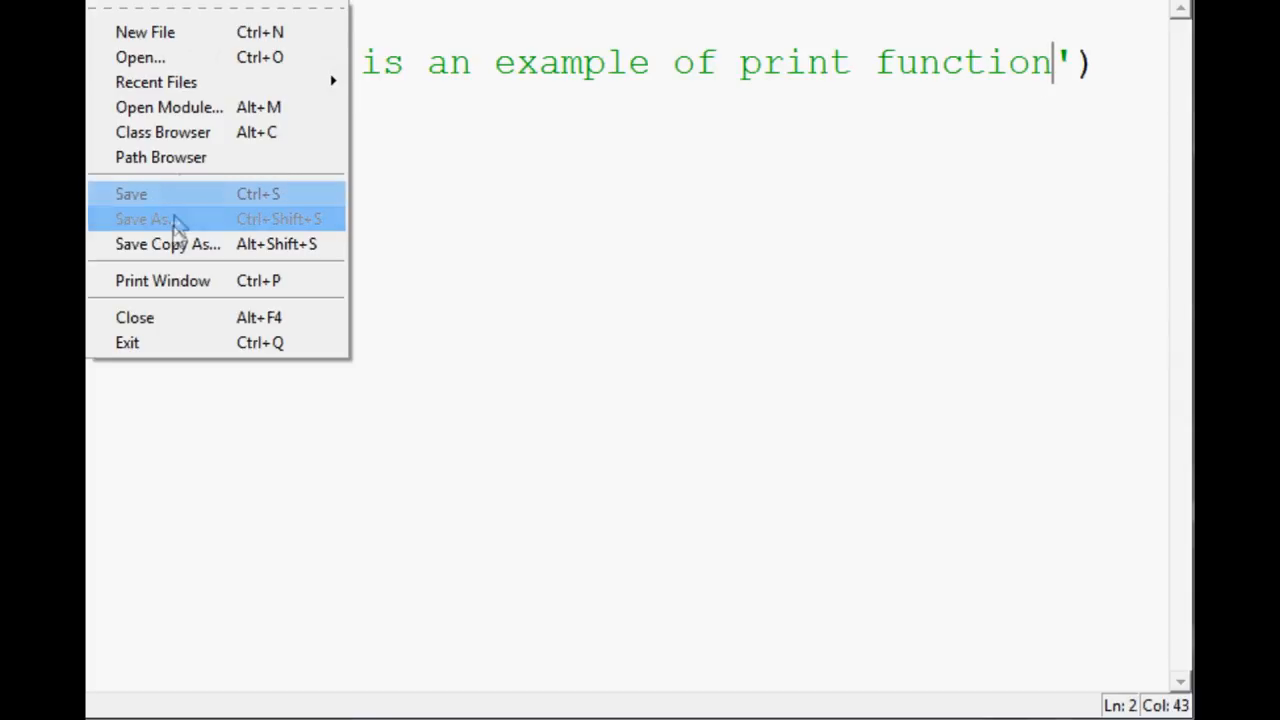 New File Ctrl+N
Open... Ctrl+O
is an example of print function')
Recent Files
Open Module... Alt+M
Class Browser Alt+C
Path Browser
Save Ctrl+S
Save As... Ctrl+Shift+S
Save Copy As... Alt+Shift+S
Print Window Ctrl+P
Close Alt+F4
Exit Ctrl+Q
Ln: 2 Col: 43